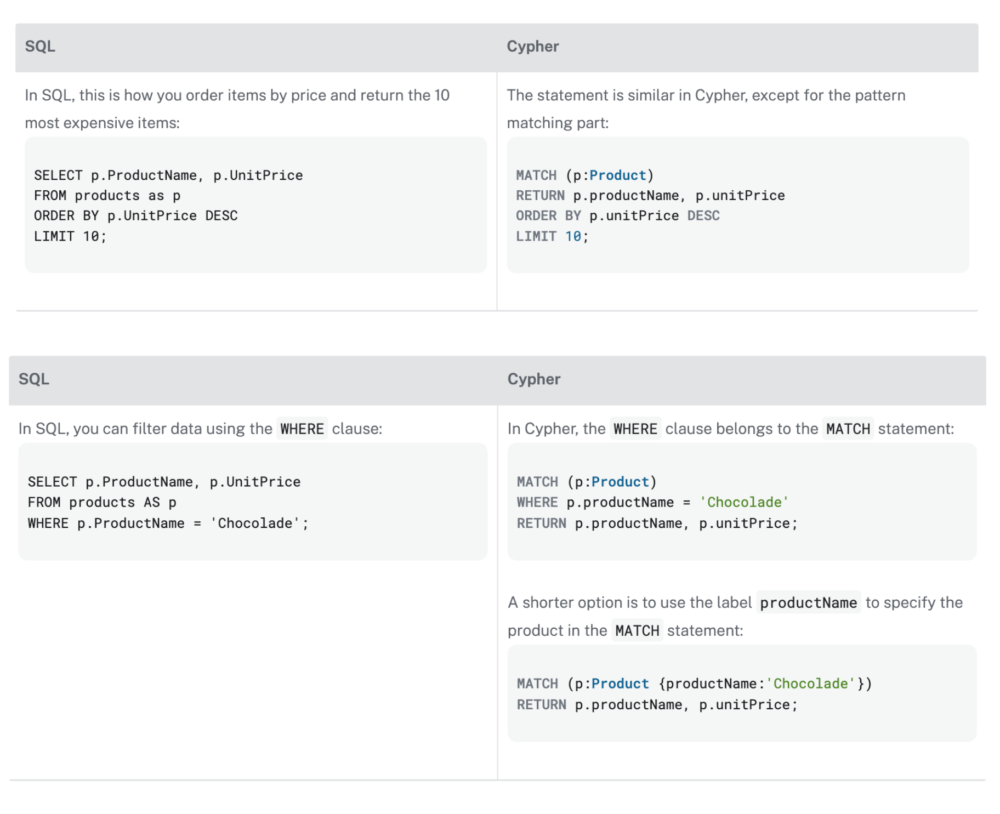 SQL
Cypher
In SQL, this is how you order items by price and return the 10
most expensive items:
SELECT p.ProductName, p.UnitPrice
FROM products as p
ORDER BY p.UnitPrice DESC
LIMIT 10;
The statement is similar in Cypher, except for the pattern
matching part:
MATCH (p:Product)
RETURN p.productName, p.unitPrice
ORDER BY p.unitPrice DESC
LIMIT 10;
SQL
Cypher
In SQL, you can filter data using the WHERE clause:
SELECT p.ProductName, p.UnitPrice
FROM products AS p
WHERE p.ProductName = 'Chocolade';
In Cypher, the WHERE clause belongs to the MATCH statement:
MATCH (p:Product)
WHERE p.productName = 'Chocolade'
RETURN p.productName, p.unitPrice;
A shorter option is to use the label productName to specify the
product in the MATCH statement:
MATCH (p:Product {productName:'Chocolade'})
RETURN p.productName, p.unitPrice;